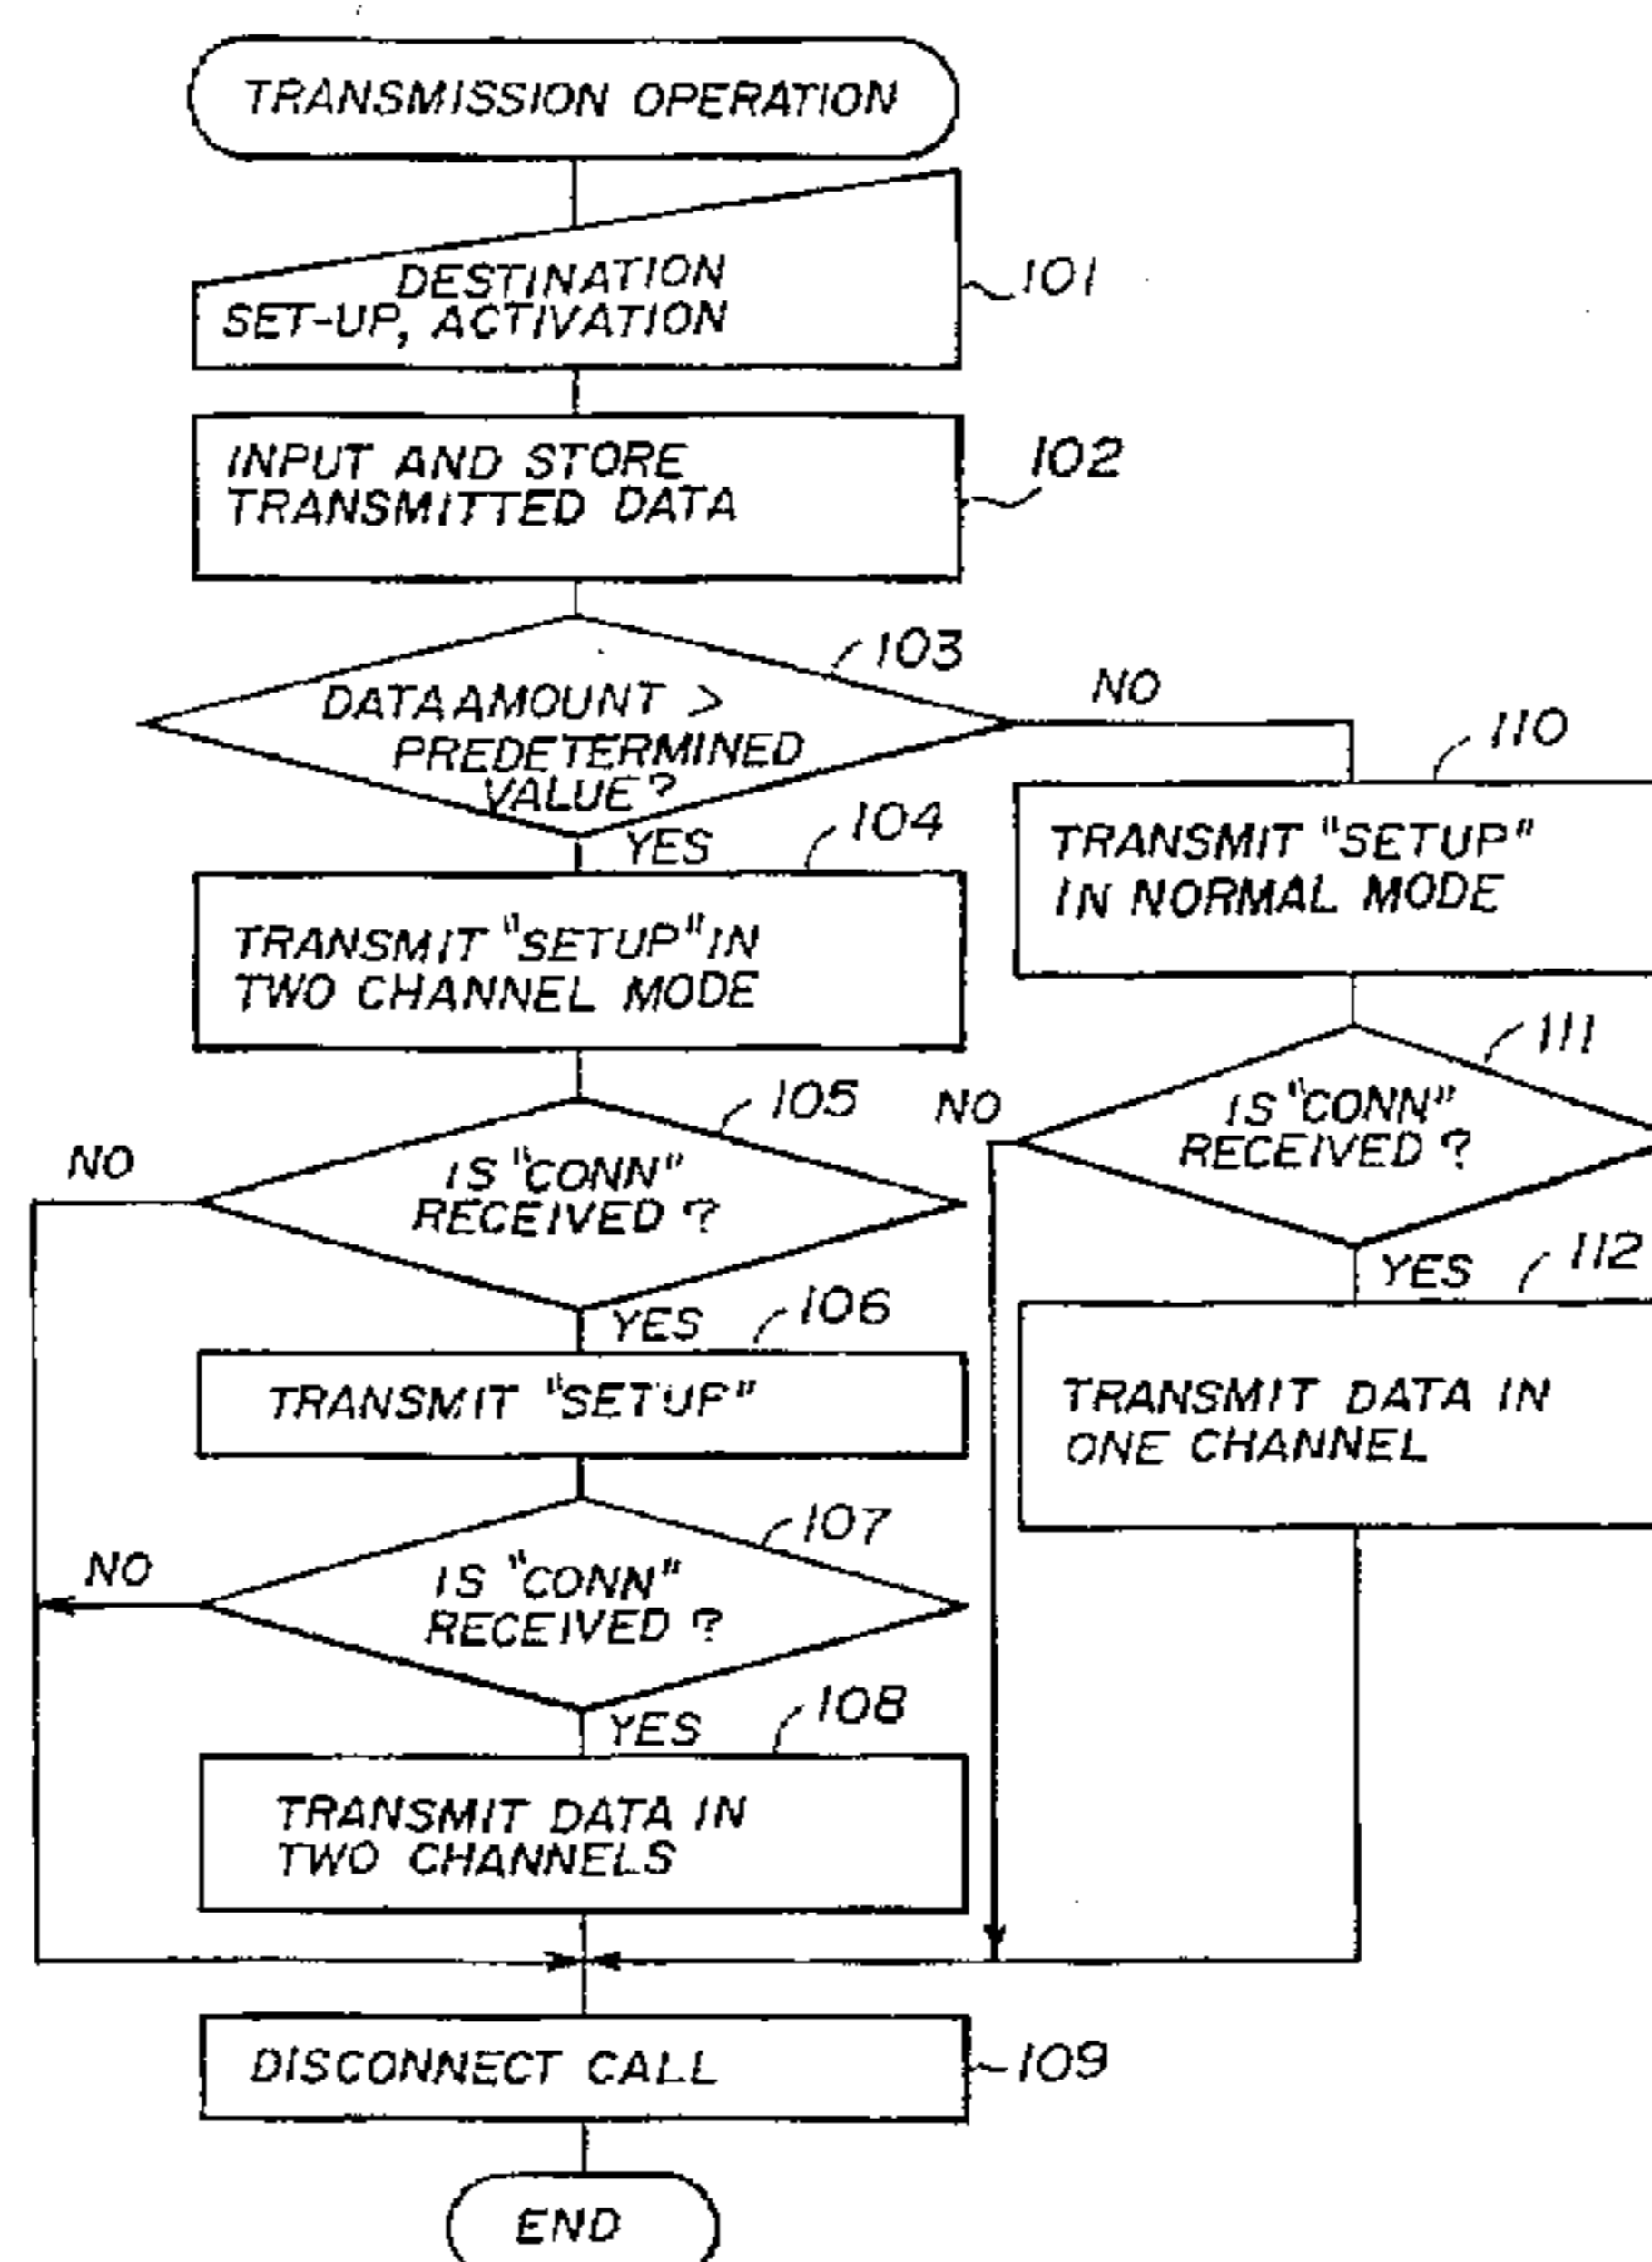 TRANSMISSION OPERATION
DESTINATION
SET-UP, ACTIVATION
101
INPUT AND STORE
TRANSMITTED DATA
102
103
DATA AMOUNT >
PREDETERMINED
VALUE?
NO
YES
104
TRANSMIT "SETUP" IN
TWO CHANNEL MODE
105
NO
IS "CONN"
RECEIVED ?
YES
106
TRANSMIT "SETUP"
107
NO
IS "CONN"
RECEIVED ?
YES
108
TRANSMIT DATA IN
TWO CHANNELS
110
TRANSMIT "SETUP"
IN NORMAL MODE
111
NO
IS "CONN"
RECEIVED ?
YES
112
TRANSMIT DATA IN
ONE CHANNEL
DISCONNECT CALL
109
END